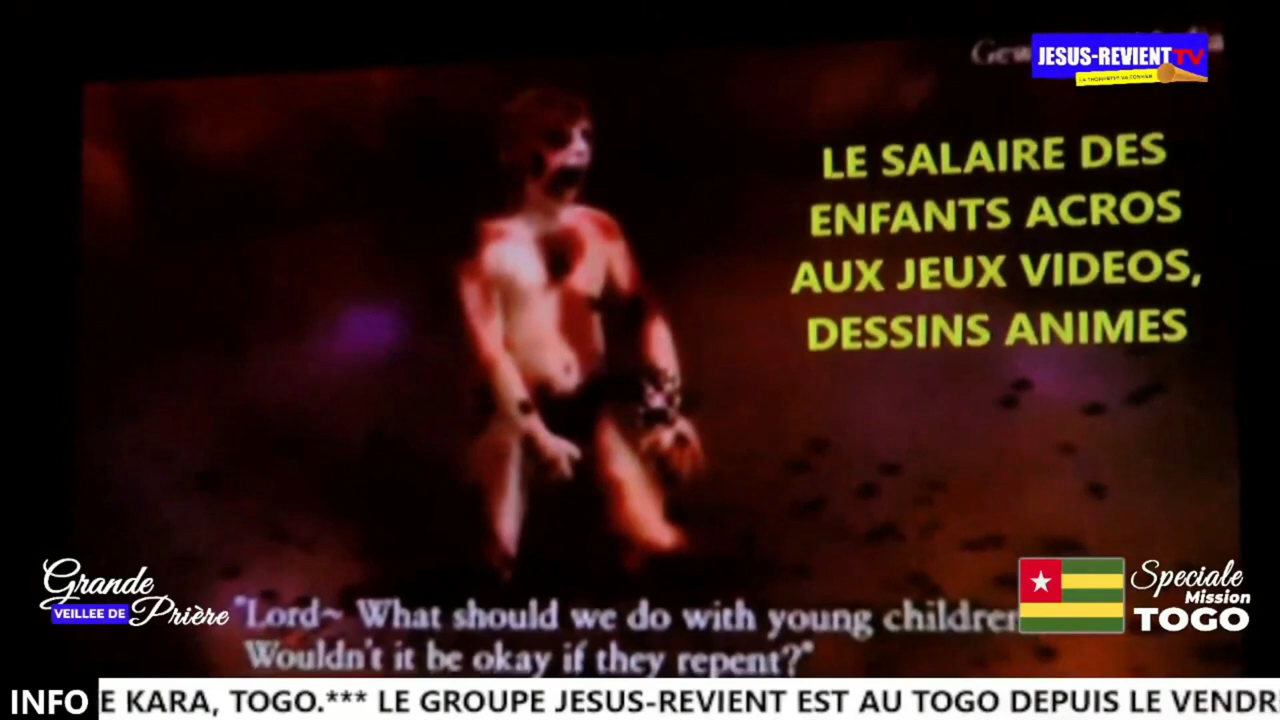 JESUS-REVIENT TV
LE SALAIRE DES
ENFANTS ACROS
AUX JEUX VIDEOS,
DESSINS ANIMES
Grande
VEILLEE DE Prière
"Lord~ What should we do with young children
Wouldn't it be okay if they repent?"
Speciale
Mission
TOGO
INFO E KARA, TOGO.*** LE GROUPE JESUS-REVIENT EST AU TOGO DEPUIS LE VENDR